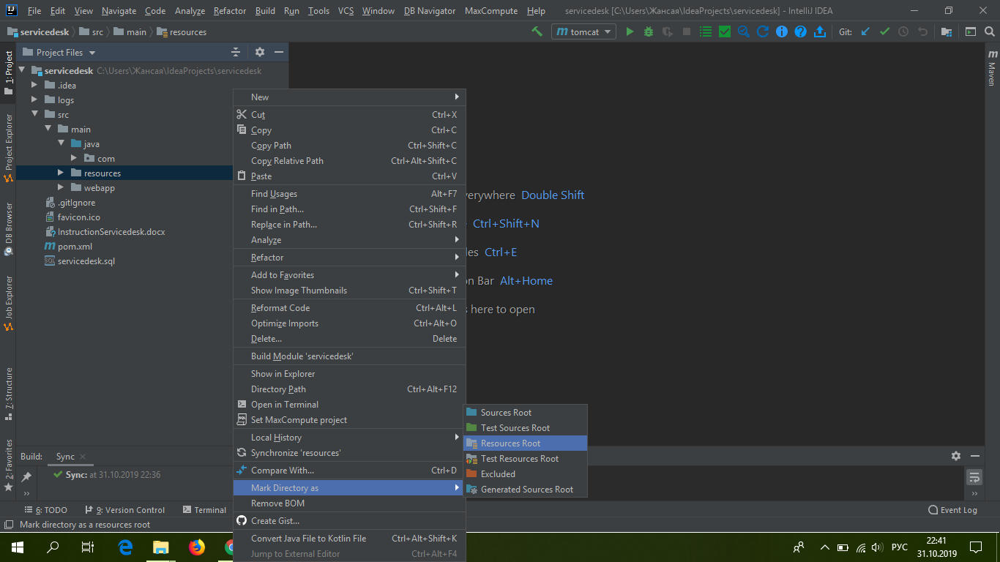 File Edit View Navigate Code Analyze Refactor Build Run Tools VCS Window DB Navigator MaxCompute Help servicedesk [C:\Users\Жансая\IdeaProjects\servicedesk] - IntelliJ IDEA
servicedesk src main resources tomcat Git:
Project Files
servicedesk C:\Users\Жансая\IdeaProjects\servicedesk
.idea
logs
src
main
java
com
resources
webapp
.gitIgnore
favicon.ico
InstructionServicedesk.docx
pom.xml
servicedesk.sql
1: Project
Project Explorer
DB Browser
Job Explorer
7: Structure
2: Favorites
Maven
New
Cut Ctrl+X
Copy Ctrl+C
Copy Path Ctrl+Shift+C
Copy Relative Path Ctrl+Alt+Shift+C
Paste Ctrl+V
Find Usages Alt+F7
Find in Path... Ctrl+Shift+F
Replace in Path... Ctrl+Shift+R
Analyze
Refactor
Add to Favorites
Show Image Thumbnails Ctrl+Shift+T
Reformat Code Ctrl+Alt+L
Optimize Imports Ctrl+Alt+O
Delete... Delete
Build Module 'servicedesk'
Show in Explorer
Directory Path Ctrl+Alt+F12
Open in Terminal
Set MaxCompute project
Local History
Synchronize 'resources'
Compare With... Ctrl+D
Mark Directory as
Remove BOM
Create Gist...
Convert Java File to Kotlin File Ctrl+Alt+Shift+K
Jump to External Editor Ctrl+Alt+F4
Sources Root
Test Sources Root
Resources Root
Test Resources Root
Excluded
Generated Sources Root
erywhere Double Shift
Ctrl+Shift+N
les Ctrl+E
on Bar Alt+Home
s here to open
Build: Sync
Sync: at 31.10.2019 22:36
6: TODO 9: Version Control Terminal Event Log
Mark directory as a resources root
РУС 22:41
31.10.2019